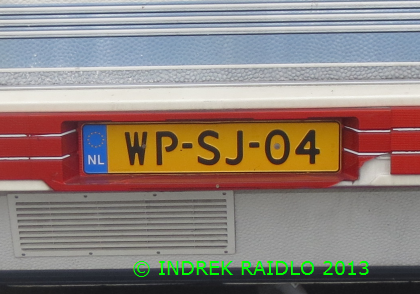 NL WP-SJ-04
© INDREK RAIDLO 2013